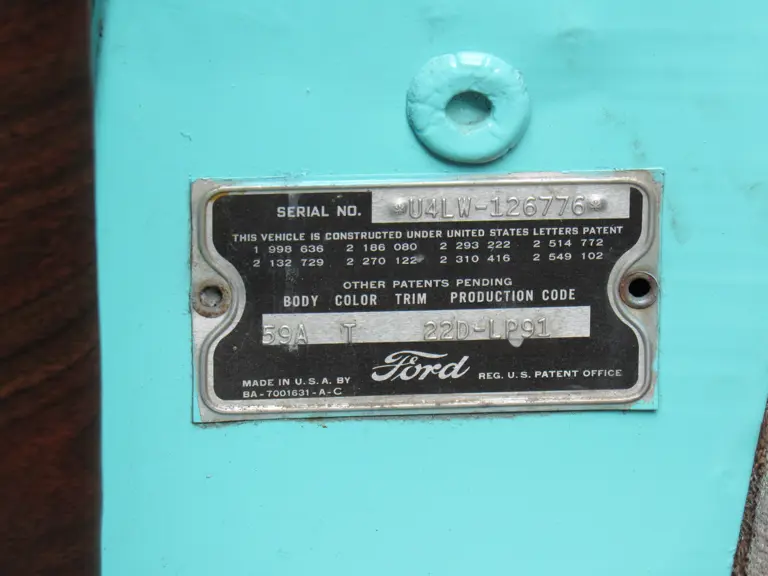 SERIAL NO. *U4LW-126776*
THIS VEHICLE IS CONSTRUCTED UNDER UNITED STATES LETTERS PATENT
1 998 636 2 186 080 2 293 222 2 514 772
2 132 729 2 270 122 2 310 416 2 549 102
OTHER PATENTS PENDING
BODY COLOR TRIM PRODUCTION CODE
59A T 22D-LP91
MADE IN U.S.A. BY Ford REG. U.S. PATENT OFFICE
BA-7001631-A-C